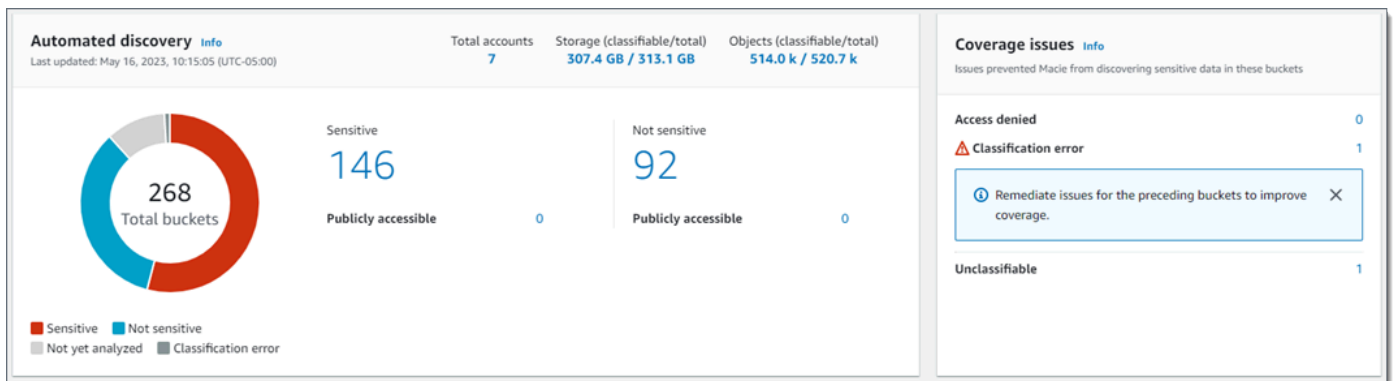 Automated discovery Info
Last updated: May 16, 2023, 10:15:05 (UTC-05:00)
Total accounts
7
Storage (classifiable/total)
307.4 GB / 313.1 GB
Objects (classifiable/total)
514.0 k / 520.7 k
268
Total buckets
Sensitive
146
Publicly accessible 0
Not sensitive
92
Publicly accessible 0
Sensitive Not sensitive
Not yet analyzed Classification error
Coverage issues Info
Issues prevented Macie from discovering sensitive data in these buckets
Access denied 0
Classification error 1
Remediate issues for the preceding buckets to improve
coverage.
Unclassifiable 1